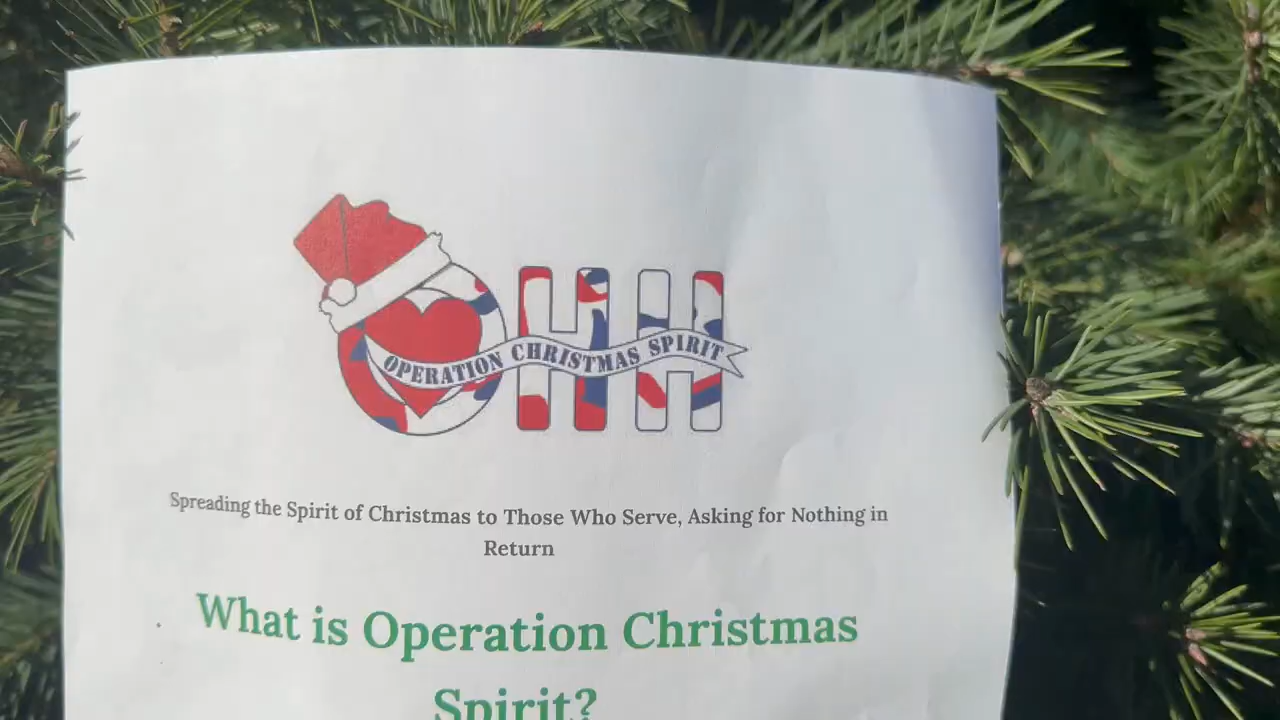 OHH
OPERATION CHRISTMAS SPIRIT
Spreading the Spirit of Christmas to Those Who Serve, Asking for Nothing in
Return
What is Operation Christmas
Spirit?